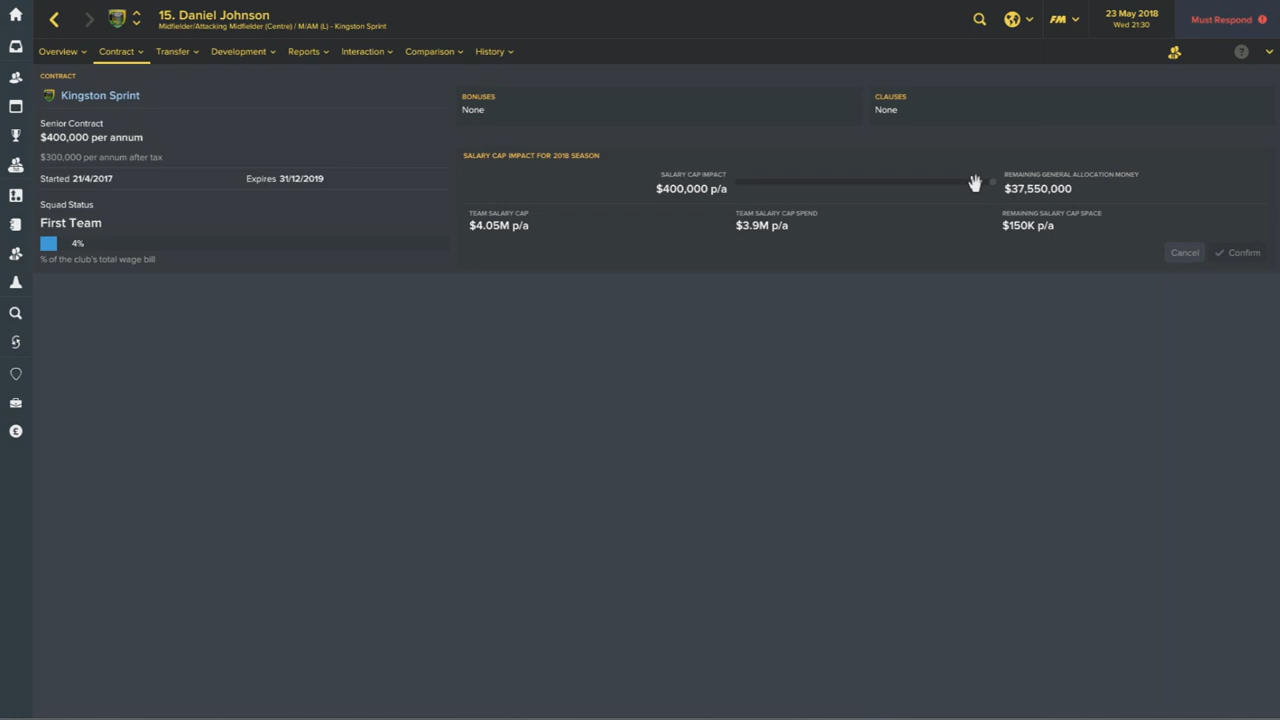 15. Daniel Johnson
Midfielder/Attacking Midfielder (Centre) / M/AM (L) - Kingston Sprint
FM
23 May 2018
Wed 21:30
Must Respond
Overview
Contract
Transfer
Development
Reports
Interaction
Comparison
History
?
CONTRACT
Kingston Sprint
Senior Contract
$400,000 per annum
$300,000 per annum after tax
Started 21/4/2017
Expires 31/12/2019
Squad Status
First Team
4%
% of the club's total wage bill
BONUSES
None
CLAUSES
None
SALARY CAP IMPACT FOR 2018 SEASON
SALARY CAP IMPACT
$400,000 p/a
REMAINING GENERAL ALLOCATION MONEY
$37,550,000
TEAM SALARY CAP
$4.05M p/a
TEAM SALARY CAP SPEND
$3.9M p/a
REMAINING SALARY CAP SPACE
$150K p/a
Cancel
Confirm